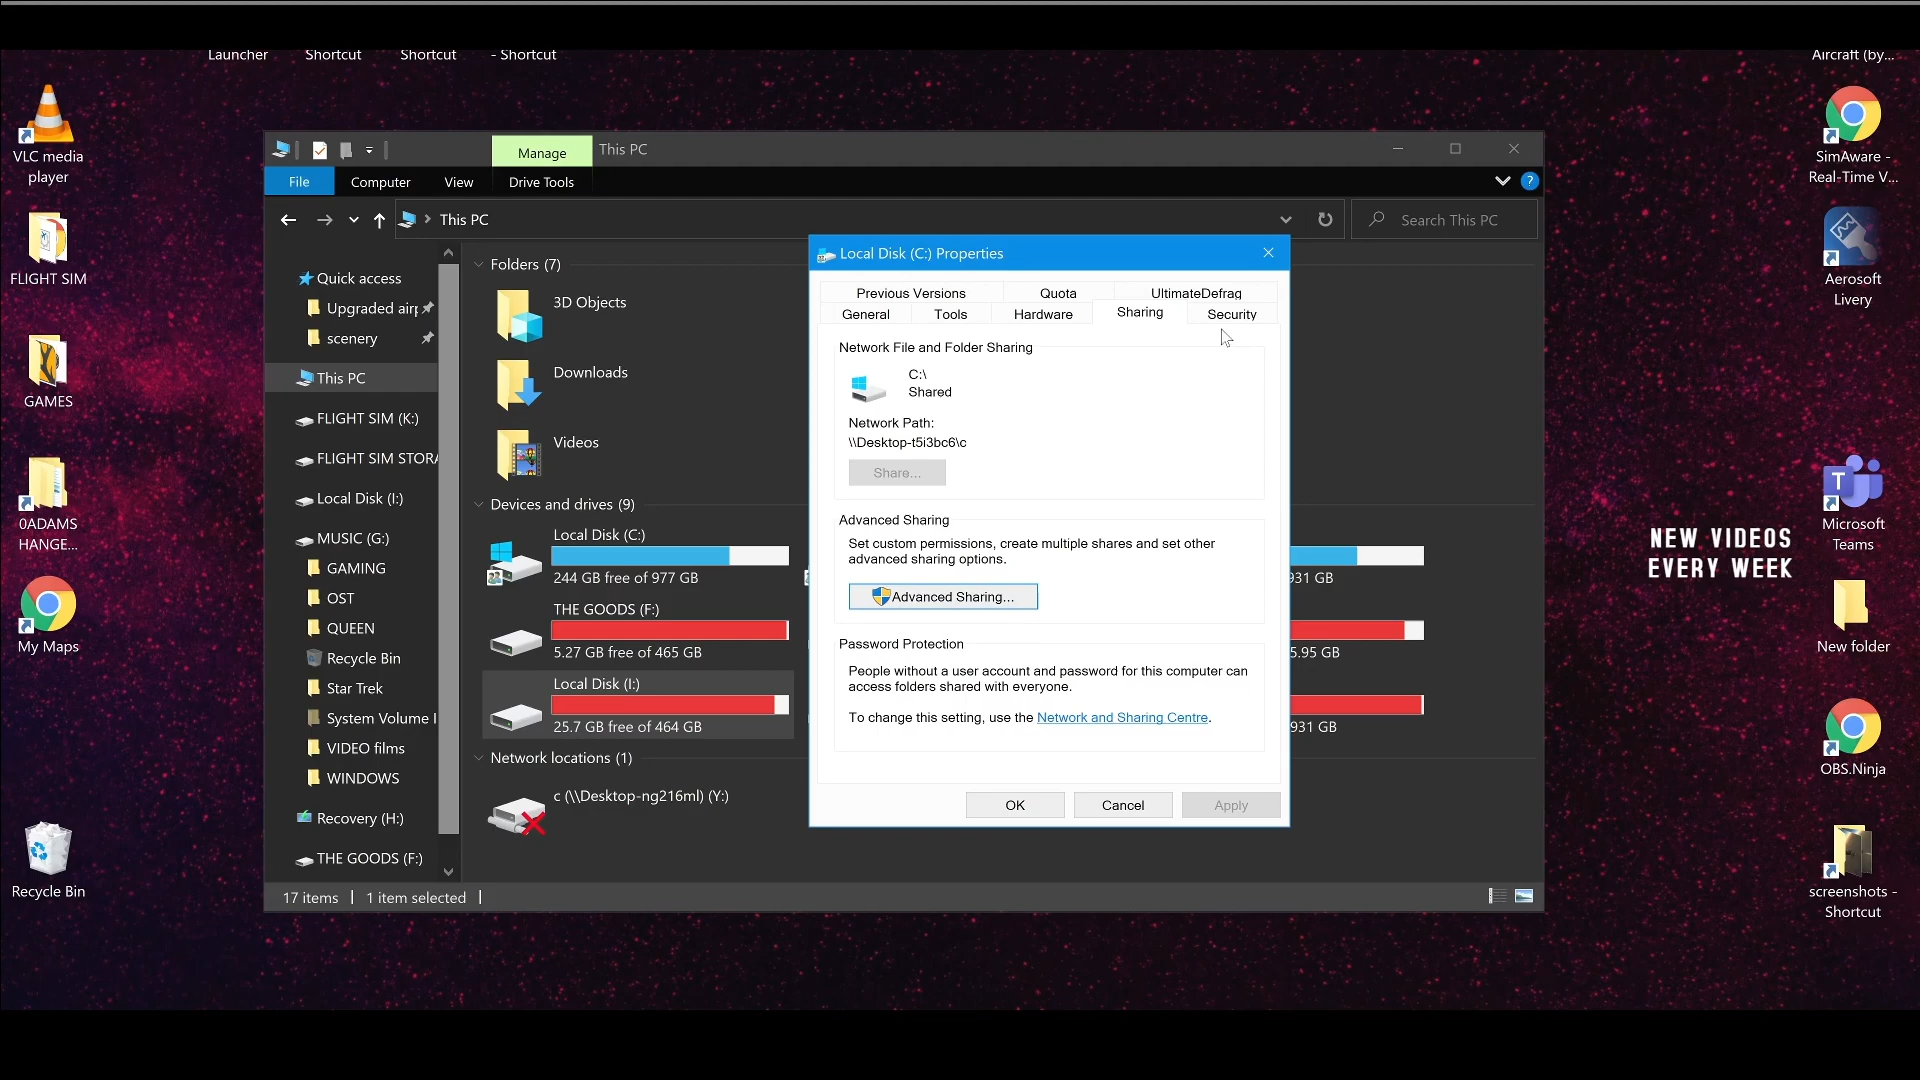 Launcher
Shortcut
Shortcut
- Shortcut
Aircraft (by...
VLC media
player
FLIGHT SIM
GAMES
0ADAMS
HANGE...
My Maps
Recycle Bin
Manage
This PC
File
Computer
View
Drive Tools
This PC
Search This PC
Quick access
Upgraded airp
scenery
This PC
FLIGHT SIM (K:)
FLIGHT SIM STORA
Local Disk (I:)
MUSIC (G:)
GAMING
OST
QUEEN
Recycle Bin
Star Trek
System Volume I
VIDEO films
WINDOWS
Recovery (H:)
THE GOODS (F:)
Folders (7)
3D Objects
Downloads
Videos
Devices and drives (9)
Local Disk (C:)
244 GB free of 977 GB
THE GOODS (F:)
5.27 GB free of 465 GB
Local Disk (I:)
25.7 GB free of 464 GB
Network locations (1)
c (\\Desktop-ng216ml) (Y:)
931 GB
5.95 GB
931 GB
17 items
1 item selected
Local Disk (C:) Properties
Previous Versions
Quota
UltimateDefrag
General
Tools
Hardware
Sharing
Security
Network File and Folder Sharing
C:\
Shared
Network Path:
\\Desktop-t5i3bc6\c
Share...
Advanced Sharing
Set custom permissions, create multiple shares and set other
advanced sharing options.
Advanced Sharing...
Password Protection
People without a user account and password for this computer can
access folders shared with everyone.
To change this setting, use the Network and Sharing Centre.
OK
Cancel
Apply
SimAware -
Real-Time V...
Aerosoft
Livery
Microsoft
Teams
NEW VIDEOS
EVERY WEEK
New folder
OBS.Ninja
screenshots -
Shortcut